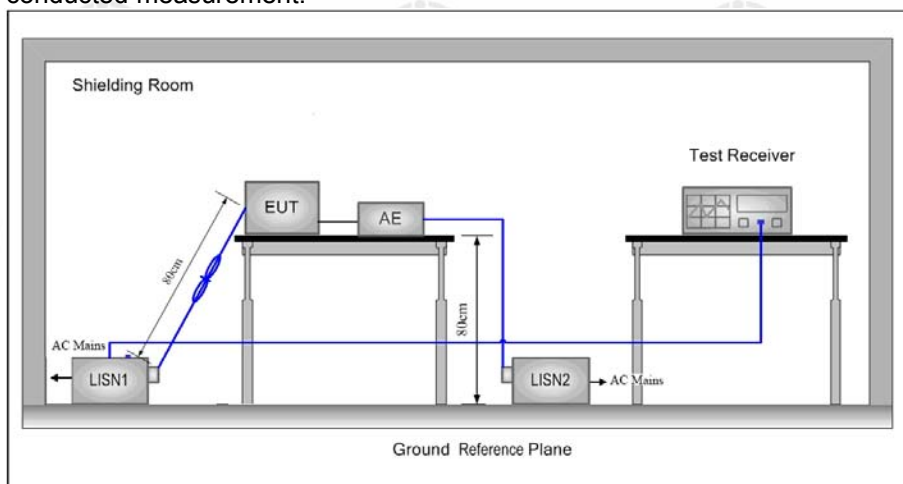 conducted measurement.
Shielding Room
Test Receiver
EUT
AE
80cm
80cm
AC Mains
LISN1
LISN2
AC Mains
Ground Reference Plane